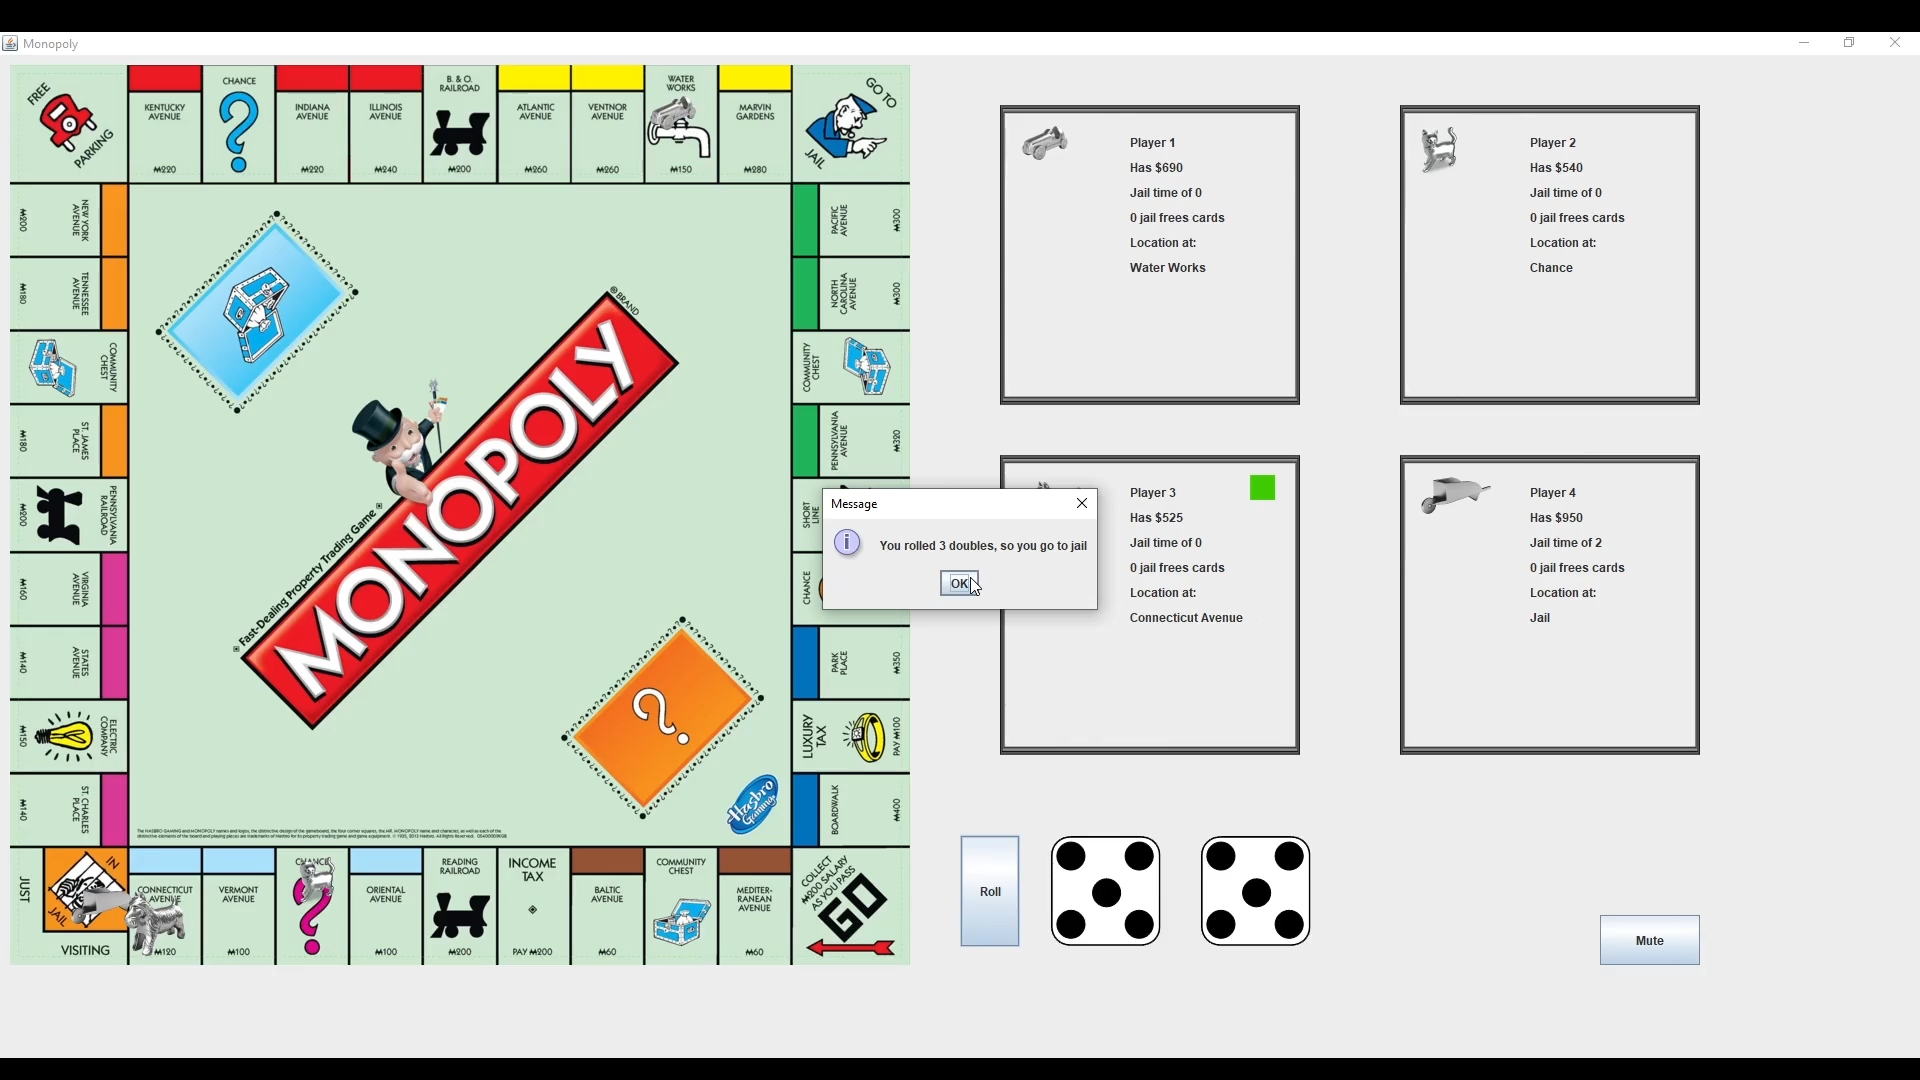 Monopoly
FREE
PARKING
KENTUCKY
AVENUE
M220
CHANCE
INDIANA
AVENUE
M220
ILLINOIS
AVENUE
M240
B. & O.
RAILROAD
M200
ATLANTIC
AVENUE
M260
VENTNOR
AVENUE
M260
WATER
WORKS
M150
MARVIN
GARDENS
M280
GO TO
JAIL
NEW YORK
AVENUE
M200
TENNESSEE
AVENUE
M180
COMMUNITY
CHEST
ST. JAMES
PLACE
M180
PENNSYLVANIA
RAILROAD
M200
VIRGINIA
AVENUE
M160
STATES
AVENUE
M140
ELECTRIC
COMPANY
M150
ST. CHARLES
PLACE
M140
PACIFIC
AVENUE
M300
NORTH
CAROLINA
AVENUE
M300
COMMUNITY
CHEST
PENNSYLVANIA
AVENUE
M320
SHORT
LINE
CHANCE
PARK
PLACE
M350
LUXURY
TAX
PAY M100
BOARDWALK
M400
BRAND
MONOPOLY
Fast-Dealing Property Trading Game
Hasbro
Gaming
JUST
VISITING
IN
JAIL
CONNECTICUT
AVENUE
M120
VERMONT
AVENUE
M100
CHANCE
ORIENTAL
AVENUE
M100
READING
RAILROAD
M200
INCOME
TAX
PAY M200
BALTIC
AVENUE
M60
COMMUNITY
CHEST
MEDITER-
RANEAN
AVENUE
M60
COLLECT
M200 SALARY
AS YOU PASS
GO
Player 1
Has $690
Jail time of 0
0 jail frees cards
Location at:
Water Works
Player 2
Has $540
Jail time of 0
0 jail frees cards
Location at:
Chance
Player 3
Has $525
Jail time of 0
0 jail frees cards
Location at:
Connecticut Avenue
Player 4
Has $950
Jail time of 2
0 jail frees cards
Location at:
Jail
Message
You rolled 3 doubles, so you go to jail
OK
Roll
Mute